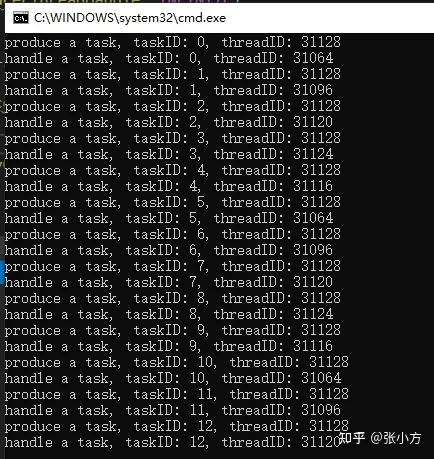 C:\WINDOWS\system32\cmd.exe
produce a task, taskID: 0, threadID: 31128
handle a task, taskID: 0, threadID: 31064
produce a task, taskID: 1, threadID: 31128
handle a task, taskID: 1, threadID: 31096
produce a task, taskID: 2, threadID: 31128
handle a task, taskID: 2, threadID: 31120
produce a task, taskID: 3, threadID: 31128
handle a task, taskID: 3, threadID: 31124
produce a task, taskID: 4, threadID: 31128
handle a task, taskID: 4, threadID: 31116
produce a task, taskID: 5, threadID: 31128
handle a task, taskID: 5, threadID: 31064
produce a task, taskID: 6, threadID: 31128
handle a task, taskID: 6, threadID: 31096
produce a task, taskID: 7, threadID: 31128
handle a task, taskID: 7, threadID: 31120
produce a task, taskID: 8, threadID: 31128
handle a task, taskID: 8, threadID: 31124
produce a task, taskID: 9, threadID: 31128
handle a task, taskID: 9, threadID: 31116
produce a task, taskID: 10, threadID: 31128
handle a task, taskID: 10, threadID: 31064
produce a task, taskID: 11, threadID: 31128
handle a task, taskID: 11, threadID: 31096
produce a task, taskID: 12, threadID: 31128
handle a task, taskID: 12, threadID: 31120
知乎 @张小方